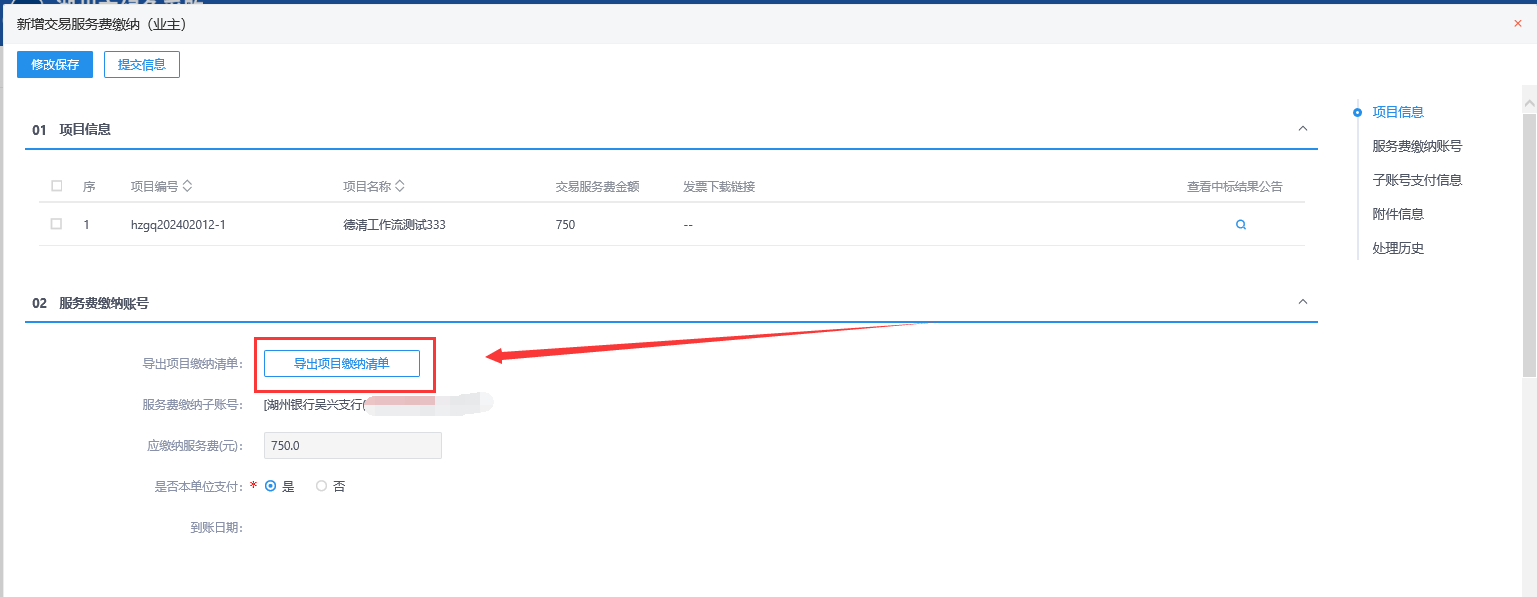 新增交易服务费缴纳（业主）
×
修改保存 提交信息
01 项目信息
序 项目编号 项目名称 交易服务费金额 发票下载链接 查看中标结果公告
1 hzgq202402012-1 德清工作流测试333 750 --
02 服务费缴纳账号
导出项目缴纳清单： 导出项目缴纳清单
服务费缴纳子账号： [湖州银行吴兴支行(
应缴纳服务费(元)： 750.0
是否本单位支付： * 是 否
到账日期：
项目信息
服务费缴纳账号
子账号支付信息
附件信息
处理历史